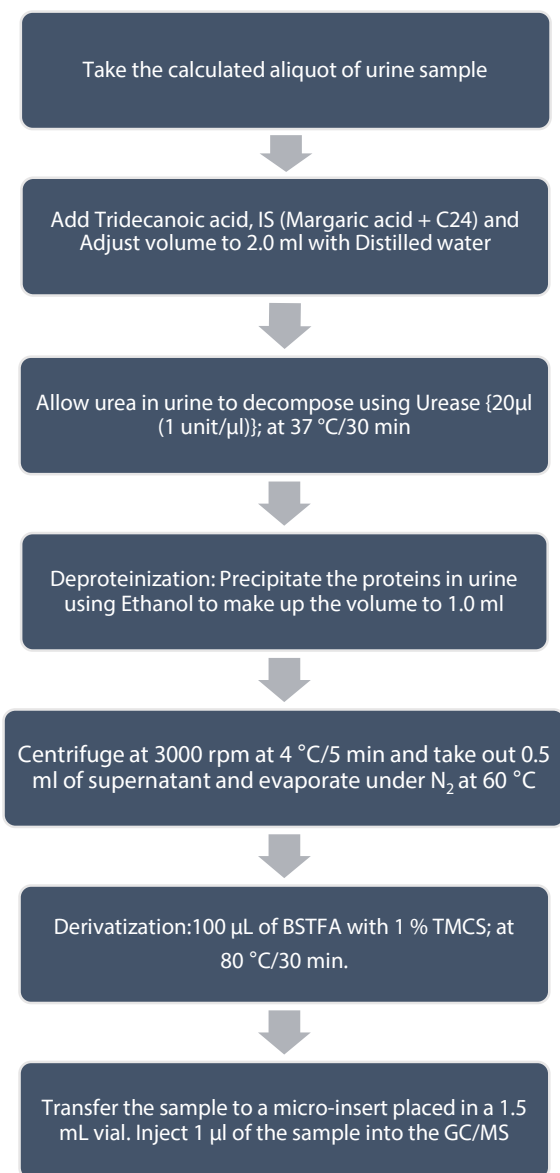 Take the calculated aliquot of urine sample
Add Tridecanoic acid, IS (Margaric acid + C24) and
Adjust volume to 2.0 ml with Distilled water
Allow urea in urine to decompose using Urease {20µl
(1 unit/µl)}; at 37 °C/30 min
Deproteinization: Precipitate the proteins in urine
using Ethanol to make up the volume to 1.0 ml
Centrifuge at 3000 rpm at 4 °C/5 min and take out 0.5
ml of supernatant and evaporate under N₂ at 60 °C
Derivatization:100 µL of BSTFA with 1 % TMCS; at
80 °C/30 min.
Transfer the sample to a micro-insert placed in a 1.5
mL vial. Inject 1 µl of the sample into the GC/MS